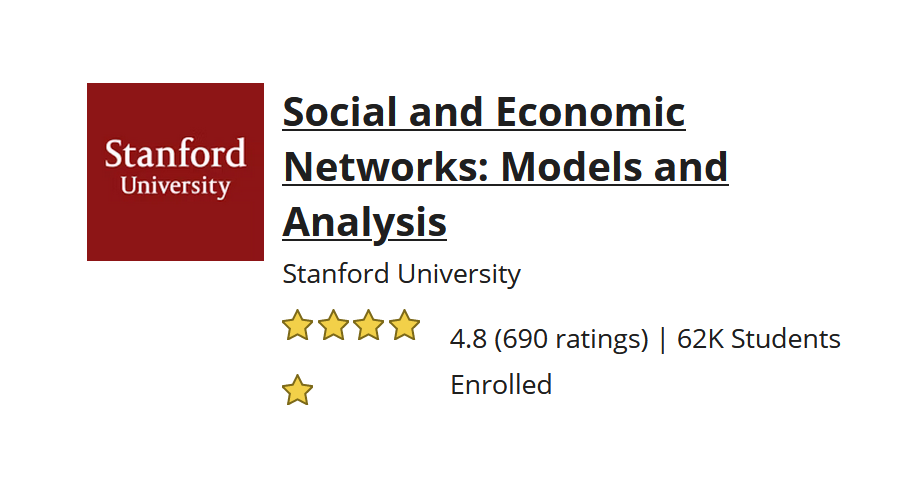 Stanford
University
Social and Economic
Networks: Models and
Analysis
Stanford University
4.8 (690 ratings) | 62K Students
Enrolled